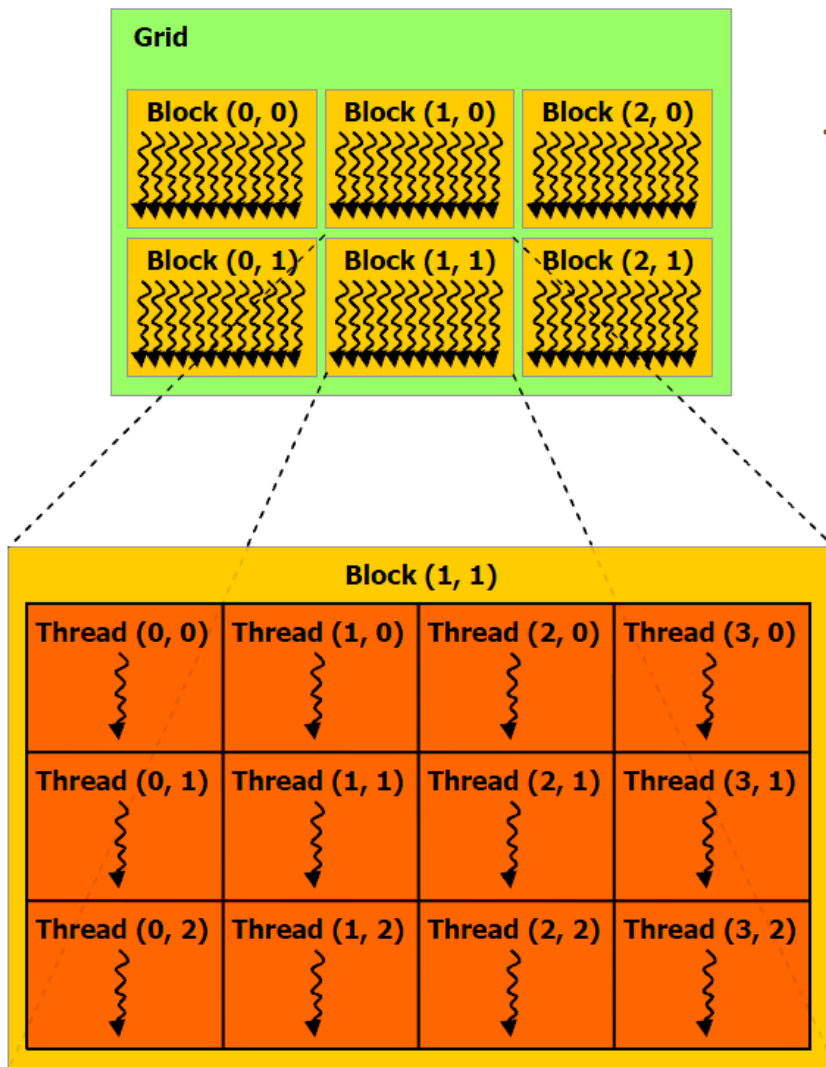 Grid
Block (0, 0) Block (1, 0) Block (2, 0)
Block (0, 1) Block (1, 1) Block (2, 1)
Block (1, 1)
Thread (0, 0) Thread (1, 0) Thread (2, 0) Thread (3, 0)
Thread (0, 1) Thread (1, 1) Thread (2, 1) Thread (3, 1)
Thread (0, 2) Thread (1, 2) Thread (2, 2) Thread (3, 2)